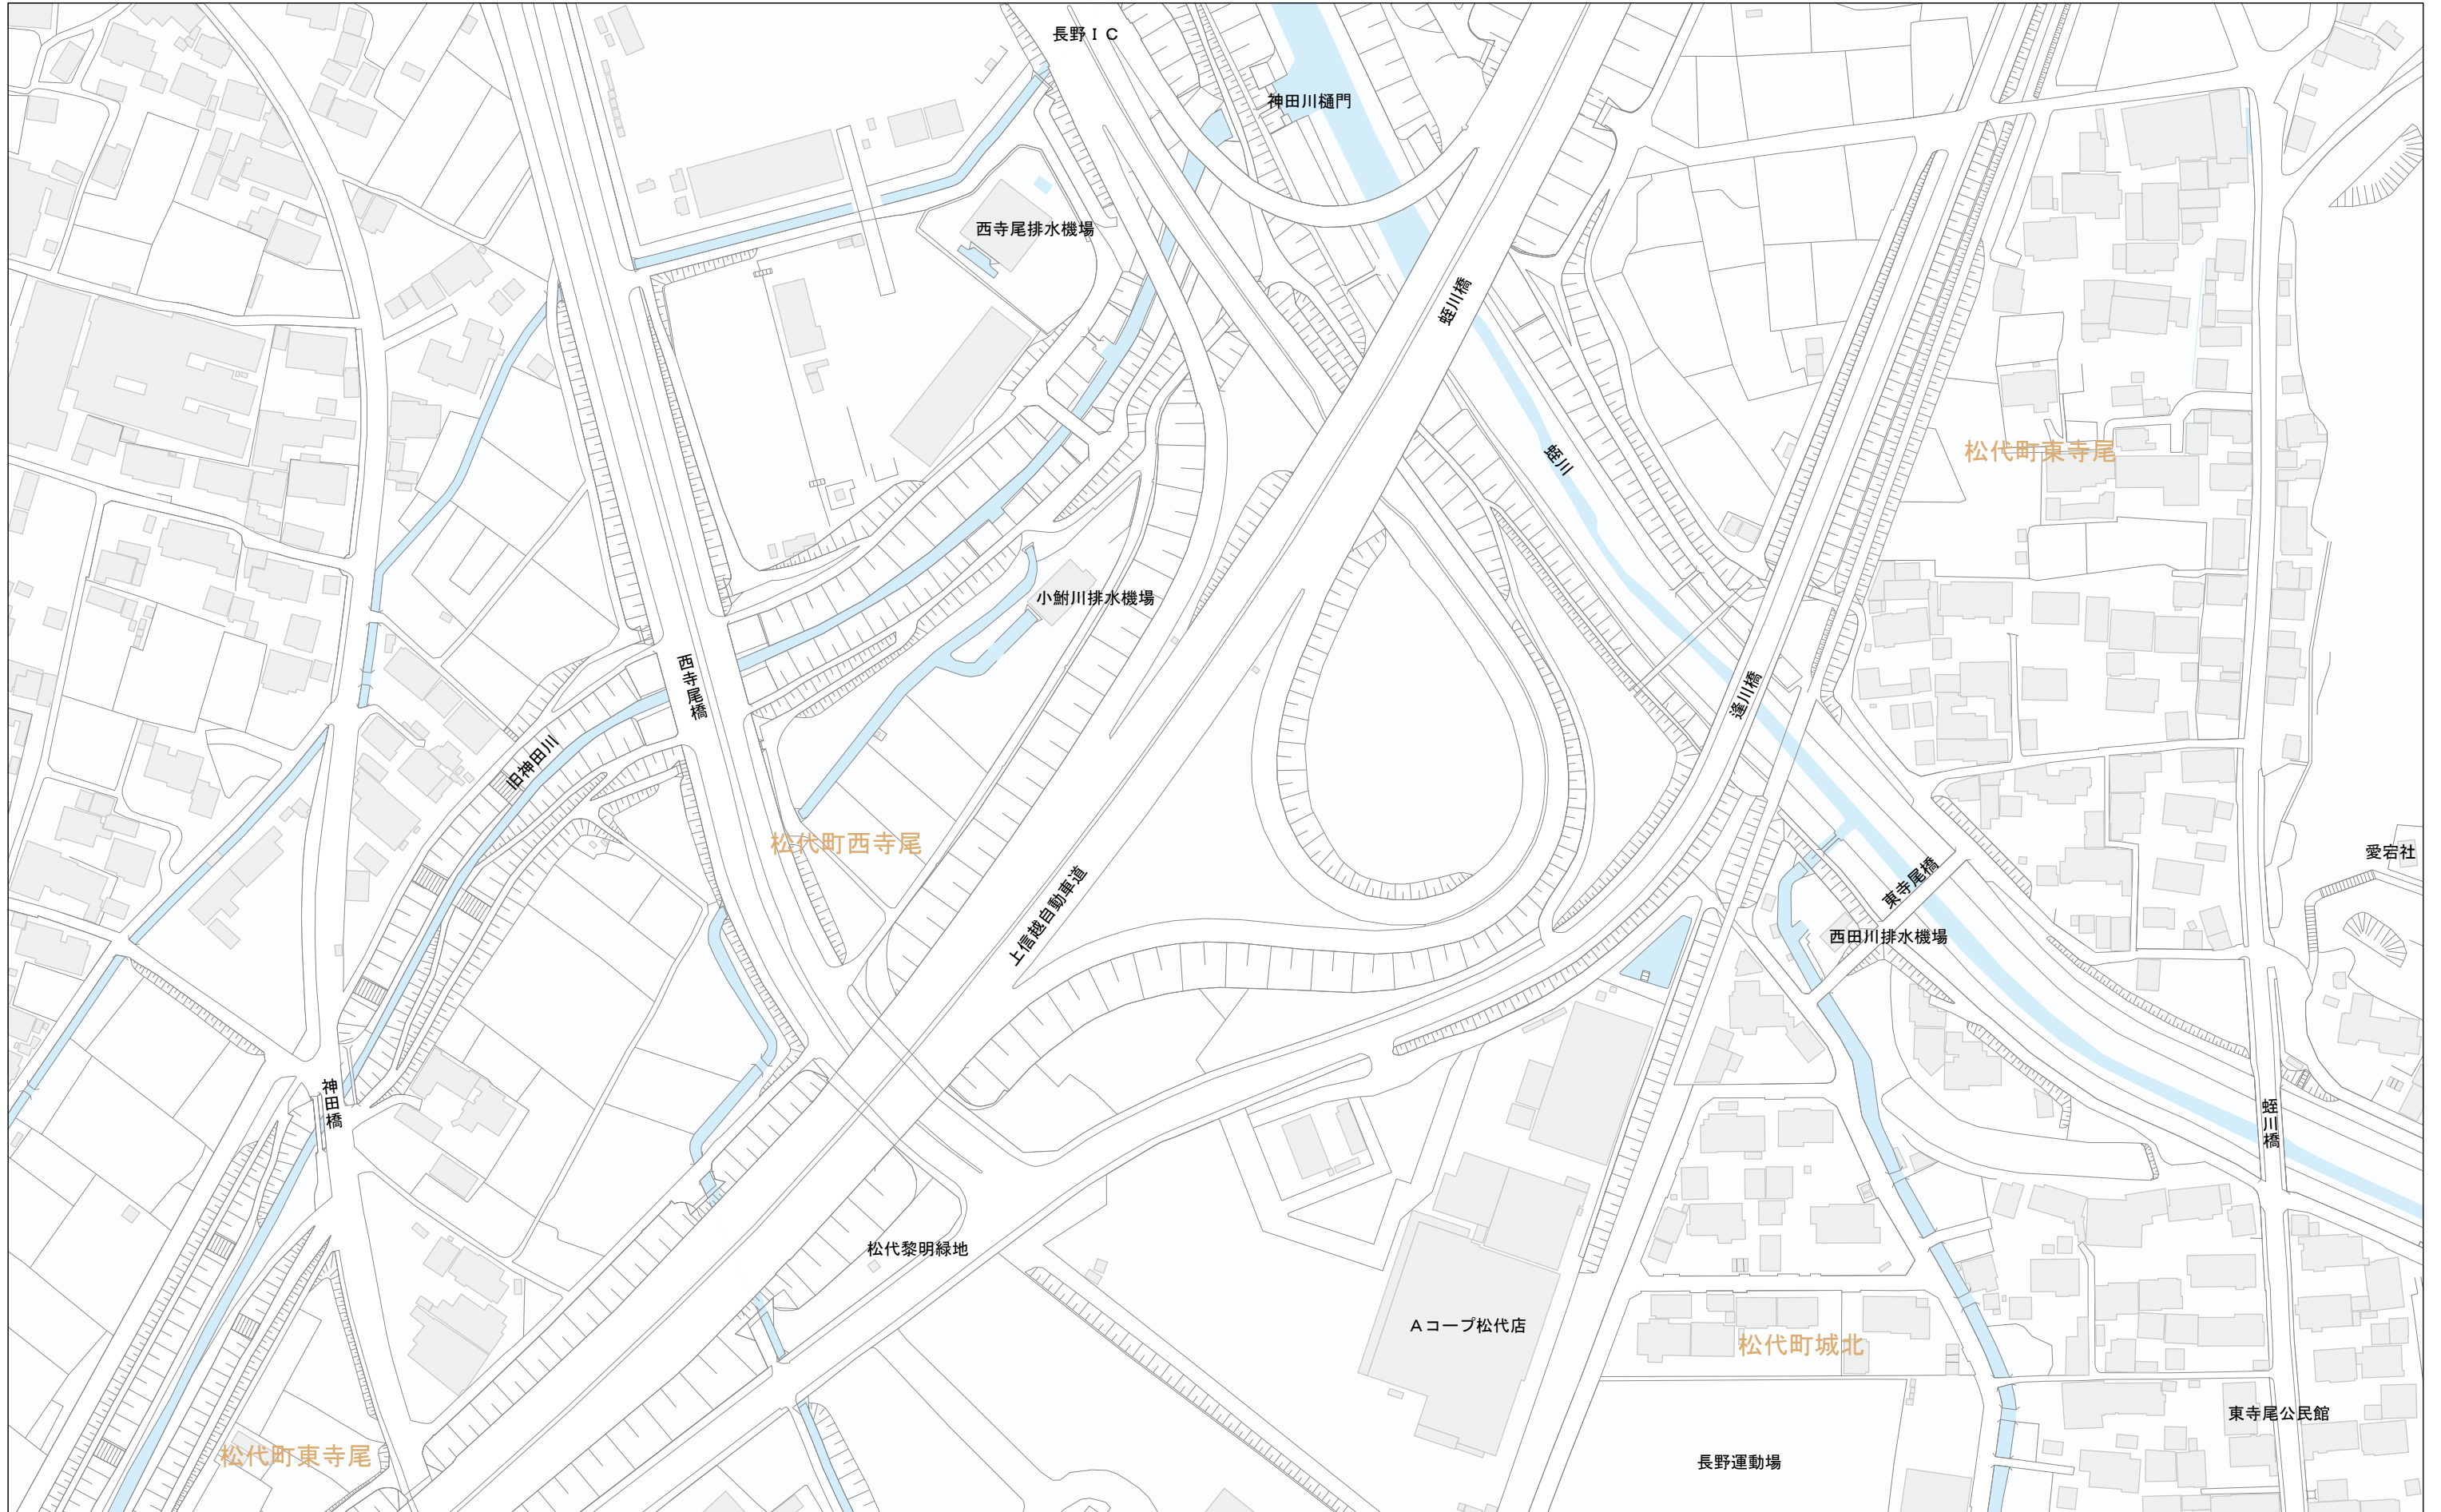 長野ＩＣ
神田川樋門
西寺尾排水機場
蛭川橋
松代町東寺尾
蛭川
小鮒川排水機場
西寺尾橋
逢川橋
旧神田川
松代町西寺尾
愛宕社
東寺尾橋
上信越自動車道
西田川排水機場
神田橋
蛭川橋
松代黎明緑地
Ａコープ松代店
松代町城北
東寺尾公民館
松代町東寺尾
長野運動場